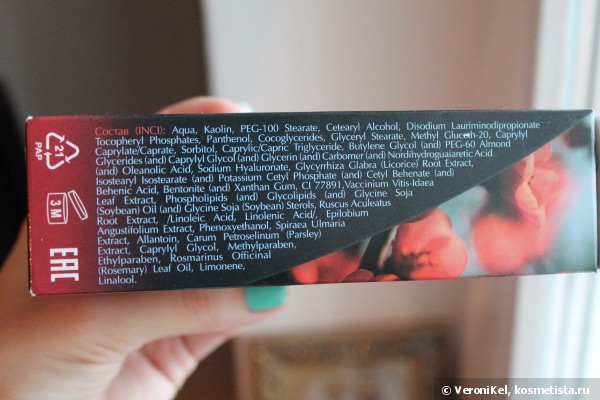 Состав (INCI): Aqua, Kaolin, PEG-100 Stearate, Cetearyl Alcohol, Disodium Lauriminodipropionate
Tocopheryl Phosphates, Panthenol, Cocoglycerides, Glyceryl Stearate, Methyl Gluceth-20, Caprylyl
Caprylate/Caprate, Sorbitol, Caprylic/Capric Triglyceride, Butylene Glycol (and) PEG-60 Almond
Glycerides (and) Caprylyl Glycol (and) Glycerin (and) Carbomer (and) Nordihydroguaiaretic Acid
(and) Oleanolic Acid, Sodium Hyaluronate, Glycyrrhiza Glabra (Licorice) Root Extract,
Isostearyl Isostearate (and) Potassium Cetyl Phosphate (and) Cetyl Behenate (and)
Behenic Acid, Bentonite (and) Xanthan Gum, CI 77891,Vaccinium Vitis-Idaea
Leaf Extract, Phospholipids (and) Glycolipids (and) Glycine Soja
(Soybean) Oil (and) Glycine Soja (Soybean) Sterols, Ruscus Aculeatus
Root Extract, /Linoleic Acid, Linolenic Acid/, Epilobium
Angustifolium Extract, Phenoxyethanol, Spiraea Ulmaria
Extract, Allantoin, Carum Petroselinum (Parsley)
Extract, Caprylyl Glycol, Methylparaben,
Ethylparaben, Rosmarinus Officinal
(Rosemary) Leaf Oil, Limonene,
Linalool.
21
PAP
3 M
EAC
© VeroniKel, kosmetista.ru